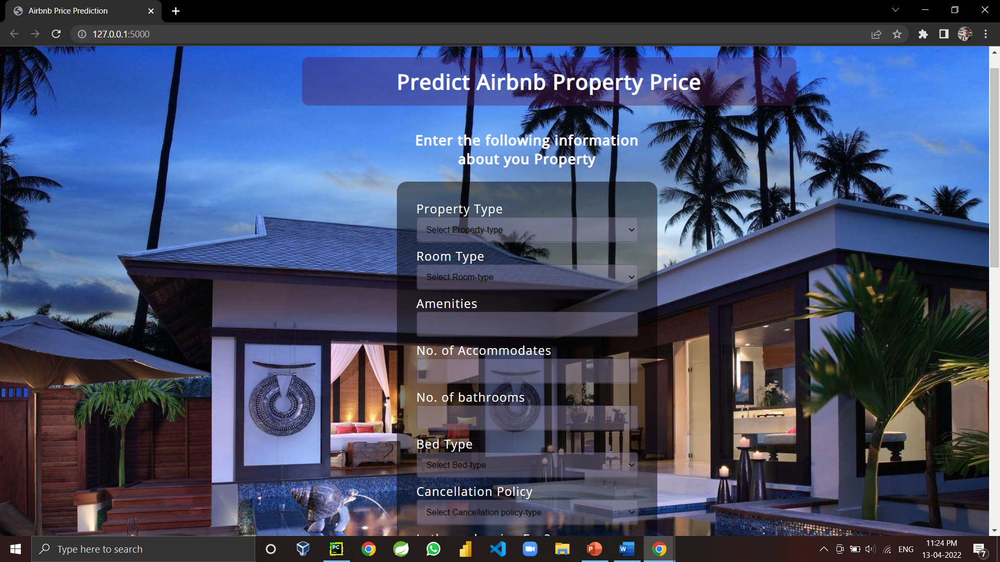 Airbnb Price Prediction
127.0.0.1:5000
Predict Airbnb Property Price
Enter the following information
about you Property
Property Type
Select Property-type
Room Type
Select Room-type
Amenities
No. of Accommodates
No. of bathrooms
Bed Type
Select Bed-type
Cancellation Policy
Select Cancellation policy-type
Type here to search
PC
P
W
ENG
11:24 PM
13-04-2022
7